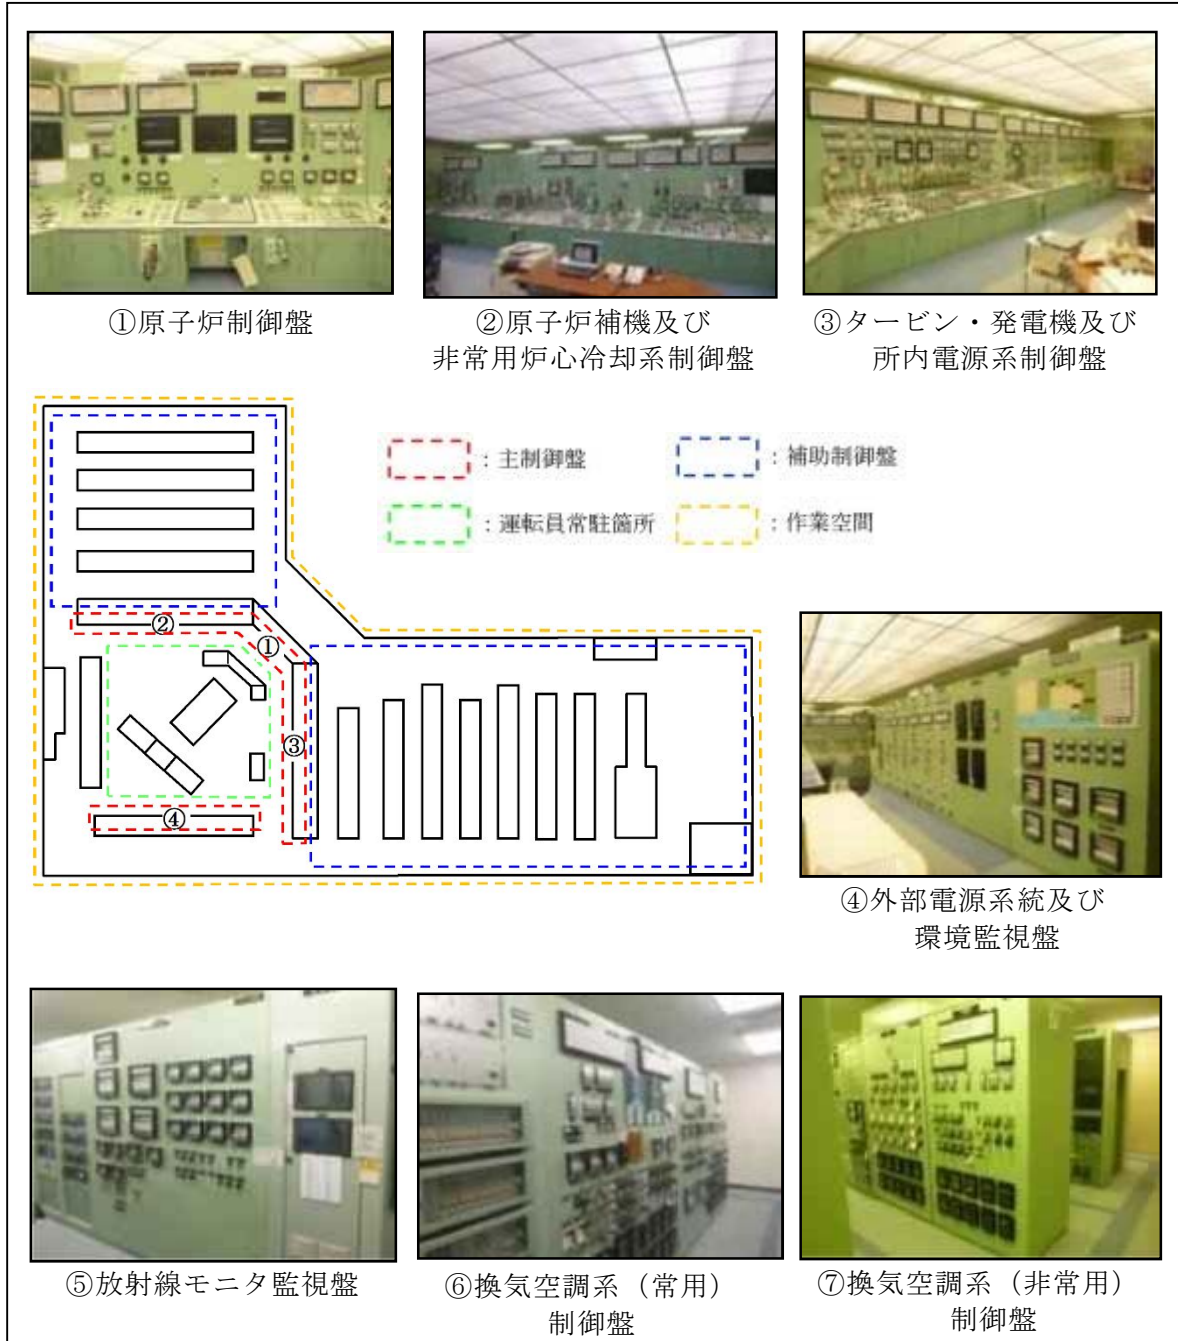 ①原子炉制御盤
②原子炉補機及び
非常用炉心冷却系制御盤
③タービン・発電機及び
所内電源系制御盤
：主制御盤
：補助制御盤
：運転員常駐箇所
：作業空間
②
①
③
④
④外部電源系統及び
環境監視盤
⑤放射線モニタ監視盤
⑥換気空調系（常用）
制御盤
⑦換気空調系（非常用）
制御盤